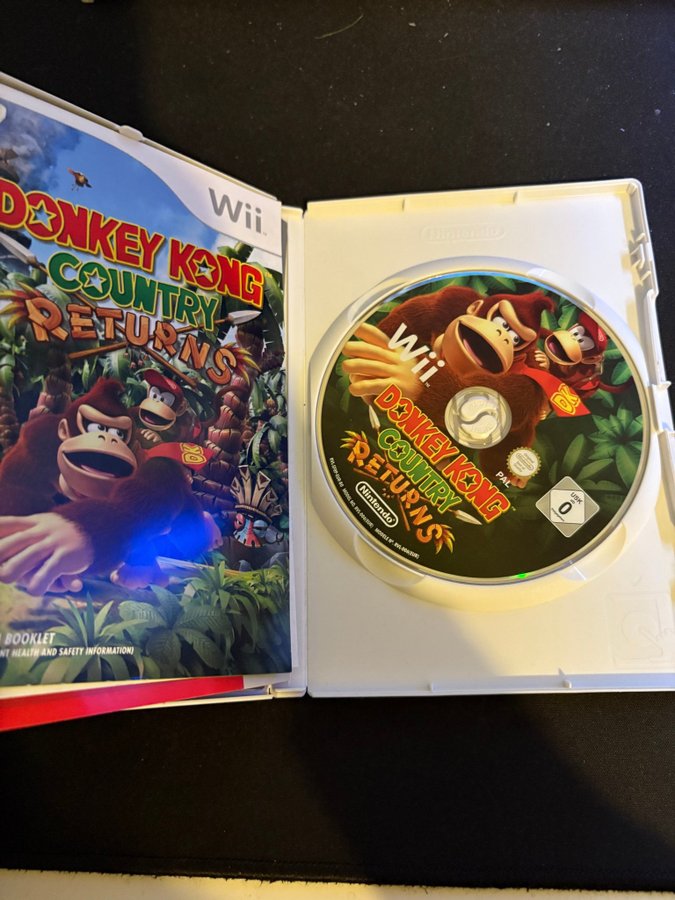 Wii
DONKEY KONG
COUNTRY
RETURNS
BOOKLET
NT HEALTH AND SAFETY INFORMATION)
Nintendo
Wii
DONKEY KONG
COUNTRY
RETURNS
Nintendo
PAL
USK
0